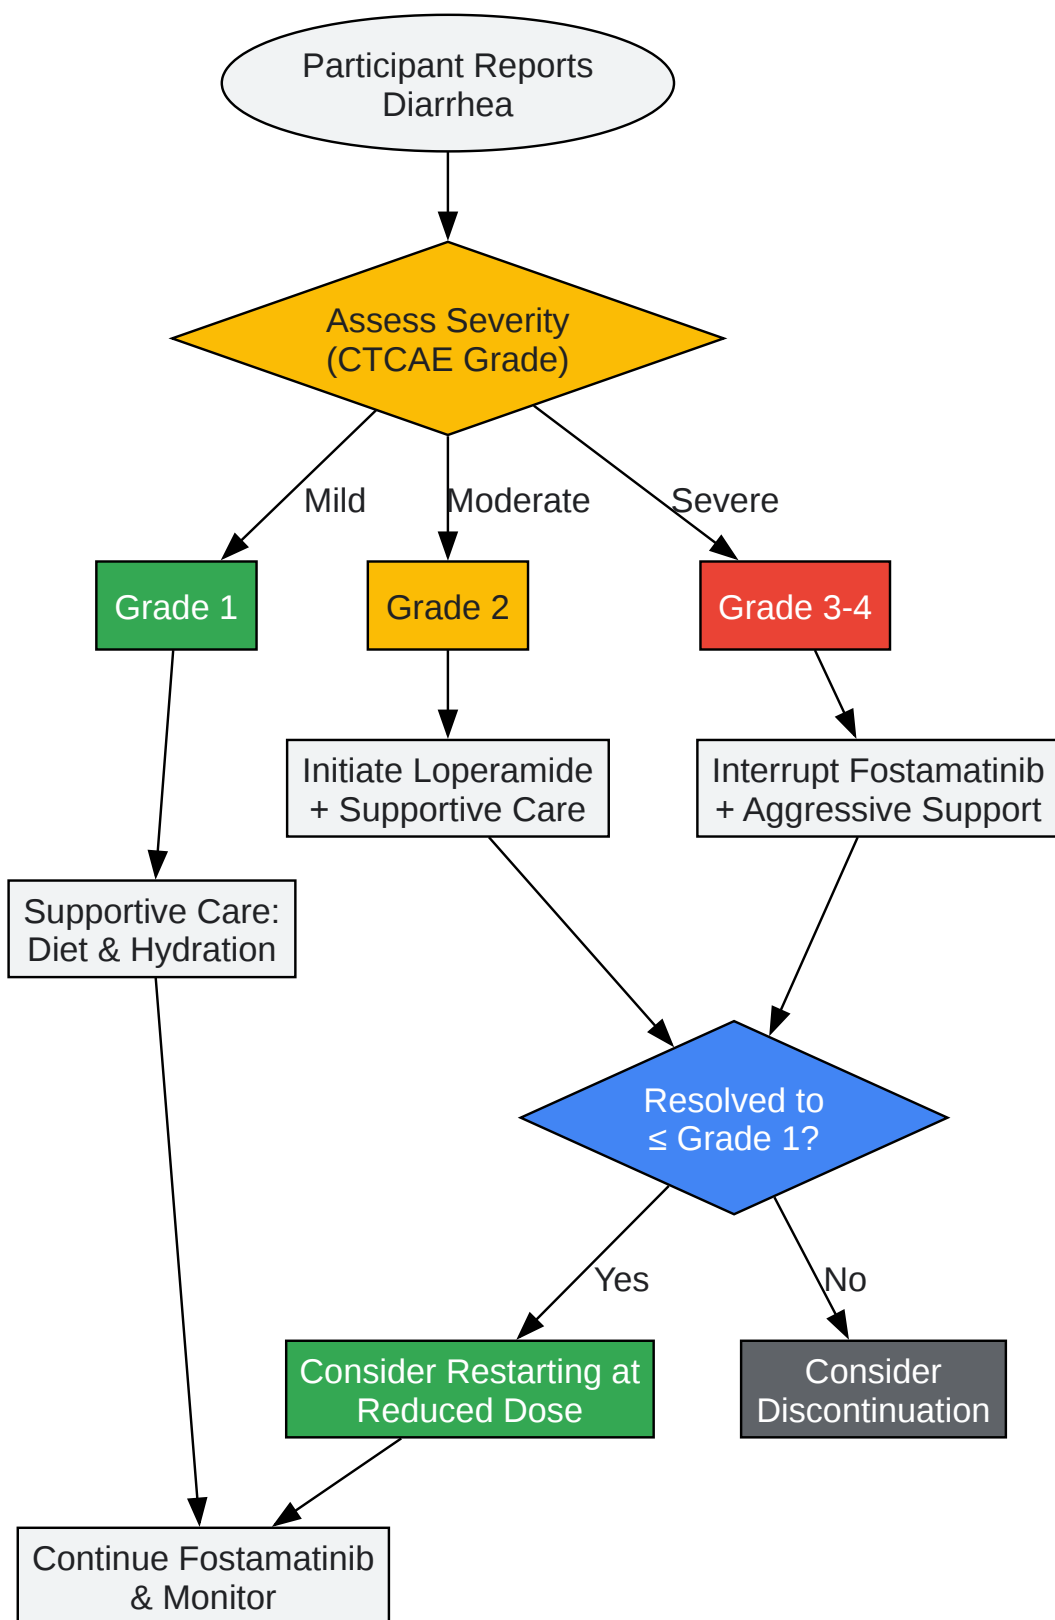 Participant Reports
Diarrhea
Assess Severity
(CTCAE Grade)
Mild
Moderate
Severe
Grade 1
Grade 2
Grade 3-4
Initiate Loperamide
+ Supportive Care
Interrupt Fostamatinib
+ Aggressive Support
Supportive Care:
Diet & Hydration
Resolved to
≤ Grade 1?
Yes
No
Consider Restarting at
Reduced Dose
Consider
Discontinuation
Continue Fostamatinib
& Monitor